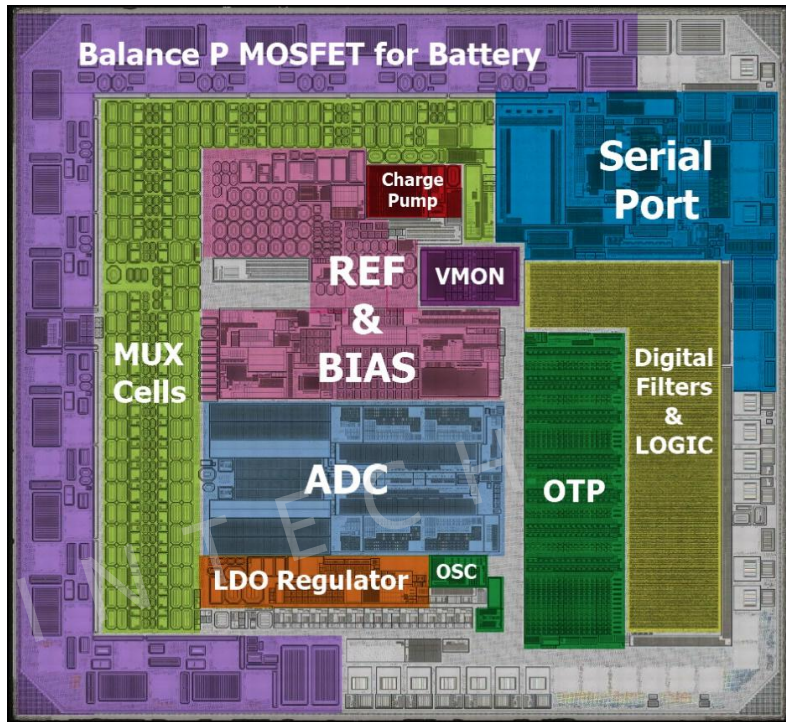 Balance P MOSFET for Battery
Serial
Port
Charge
Pump
REF
&
BIAS
VMON
MUX
Cells
Digital
Filters
&
LOGIC
ADC
OTP
LDO Regulator
OSC
INTECH